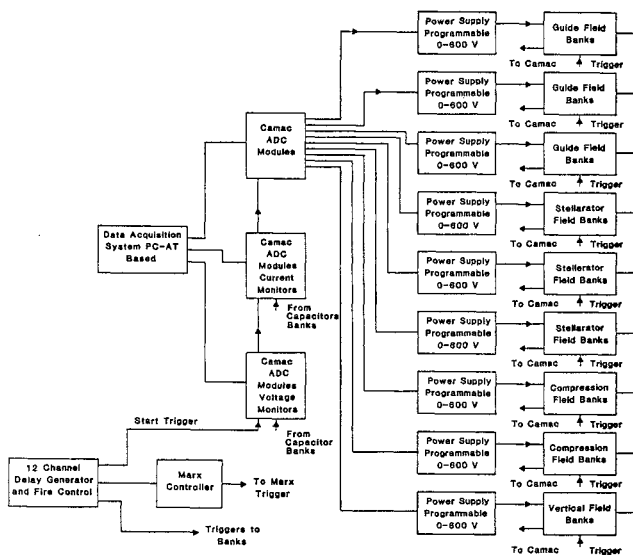 Power Supply
Programmable
0-600 V
Guide Field
Banks
To Camac
Trigger
Power Supply
Programmable
0-600 V
Guide Field
Banks
To Camac
Trigger
Power Supply
Programmable
0-600 V
Guide Field
Banks
To Camac
Trigger
Power Supply
Programmable
0-600 V
Stellarator
Field Banks
To Camac
Trigger
Power Supply
Programmable
0-600 V
Stellerator
Field Banks
To Camac
Trigger
Power Supply
Programmable
0-600 V
Stellarator
Field Banks
To Camac
Trigger
Power Supply
Programmable
0-600 V
Compression
Field Banks
To Camac
Trigger
Power Supply
Programmable
0-600 V
Compression
Field Banks
To Camac
Trigger
Power Supply
Programmable
0-600 V
Vertical Field
Banks
To Camac
Trigger
Camac
ADC
Modules
Data Acquisition
System PC-AT
Based
Camac
ADC
Modules
Current
Monitors
From
Capacitors
Banks
Camac
ADC
Modules
Voltage
Monitors
From
Capacitor
Banks
Start Trigger
12 Channel
Delay Generator
and Fire Control
Marx
Controller
To Marx
Trigger
Triggers to
Banks